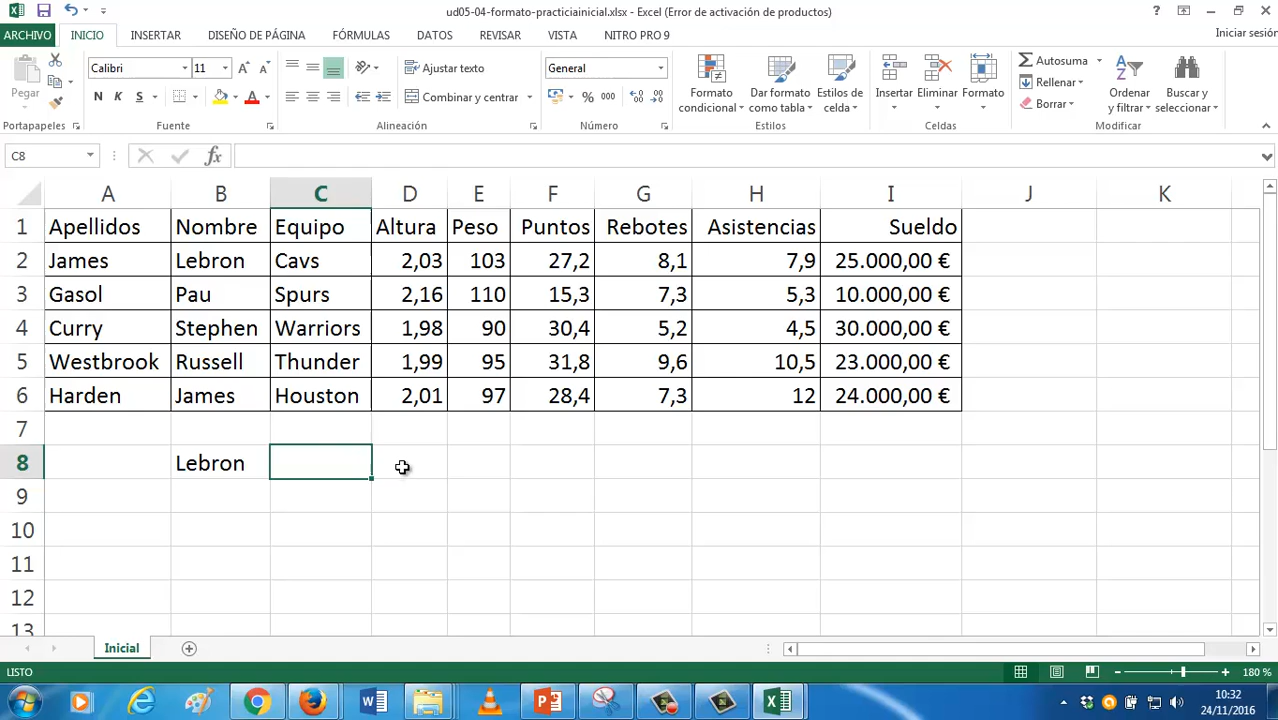 ud05-04-formato-practiciainicial.xlsx - Excel (Error de activación de productos)
ARCHIVO INICIO INSERTAR DISEÑO DE PÁGINA FÓRMULAS DATOS REVISAR VISTA NITRO PRO 9 Iniciar sesión
Pegar
Calibri 11
N K S
Ajustar texto
Combinar y centrar
General
% 000
Formato condicional
Dar formato como tabla
Estilos de celda
Insertar Eliminar Formato
Autosuma
Rellenar
Borrar
Ordenar y filtrar
Buscar y seleccionar
Portapapeles Fuente Alineación Número Estilos Celdas Modificar
C8 fx
A B C D E F G H I J K
1 Apellidos Nombre Equipo Altura Peso Puntos Rebotes Asistencias Sueldo
2 James Lebron Cavs 2,03 103 27,2 8,1 7,9 25.000,00 €
3 Gasol Pau Spurs 2,16 110 15,3 7,3 5,3 10.000,00 €
4 Curry Stephen Warriors 1,98 90 30,4 5,2 4,5 30.000,00 €
5 Westbrook Russell Thunder 1,99 95 31,8 9,6 10,5 23.000,00 €
6 Harden James Houston 2,01 97 28,4 7,3 12 24.000,00 €
7
8 Lebron
9
10
11
12
13
Inicial
LISTO 180 %
10:32
24/11/2016